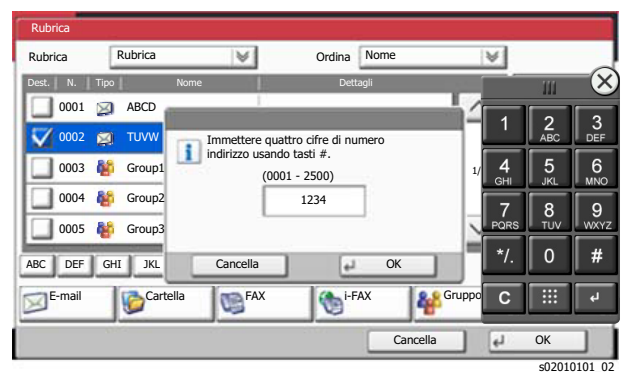 Rubrica
Rubrica Rubrica Ordina Nome
Dest. N. Tipo Nome Dettagli
0001 ABCD
0002 TUVW
0003 Group1
0004 Group2
0005 Group3
1/
Immettere quattro cifre di numero
indirizzo usando tasti #.
(0001 - 2500)
1234
Cancella OK
ABC DEF GHI JKL
E-mail Cartella FAX i-FAX Gruppo
Cancella OK
1 2 ABC 3 DEF
4 GHI 5 JKL 6 MNO
7 PQRS 8 TUV 9 WXYZ
*/. 0 #
C
s02010101_02